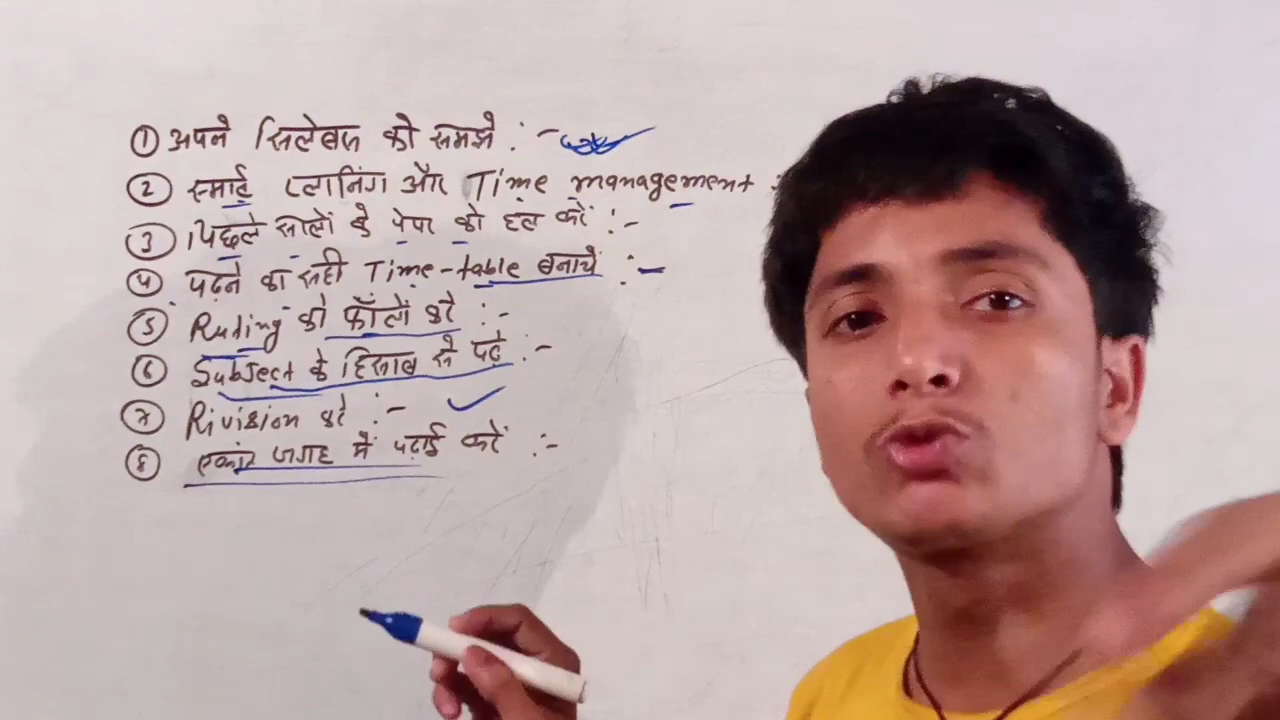 ① अपने सिलेबस को समझे :-
② स्मार्ट प्लानिंग और Time management :
③ पिछले सालों के पेपर को हल करें :-
④ पढ़ने का सही Time-table बनायें :-
⑤ Ruding को फॉलों करे :-
⑥ Subject के हिसाब से पढ़े :-
⑦ Rivision करे :-
⑧ एकांत जगह में पढ़ाई करें :-